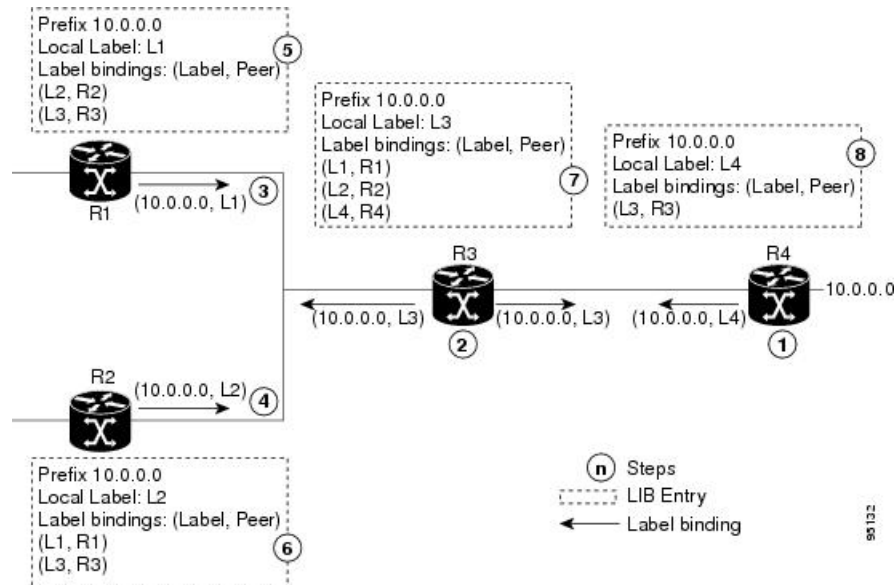 Prefix 10.0.0.0
Local Label: L1
Label bindings: (Label, Peer)
(L2, R2)
(L3, R3)
5
Prefix 10.0.0.0
Local Label: L3
Label bindings: (Label, Peer)
(L1, R1)
(L2, R2)
(L4, R4)
7
Prefix 10.0.0.0
Local Label: L4
Label bindings: (Label, Peer)
(L3, R3)
8
R1
(10.0.0.0, L1)
3
R3
(10.0.0.0, L3)
(10.0.0.0, L3)
2
R4
10.0.0.0
(10.0.0.0, L4)
1
R2
(10.0.0.0, L2)
4
Prefix 10.0.0.0
Local Label: L2
Label bindings: (Label, Peer)
(L1, R1)
(L3, R3)
6
n Steps
LIB Entry
Label binding
95132